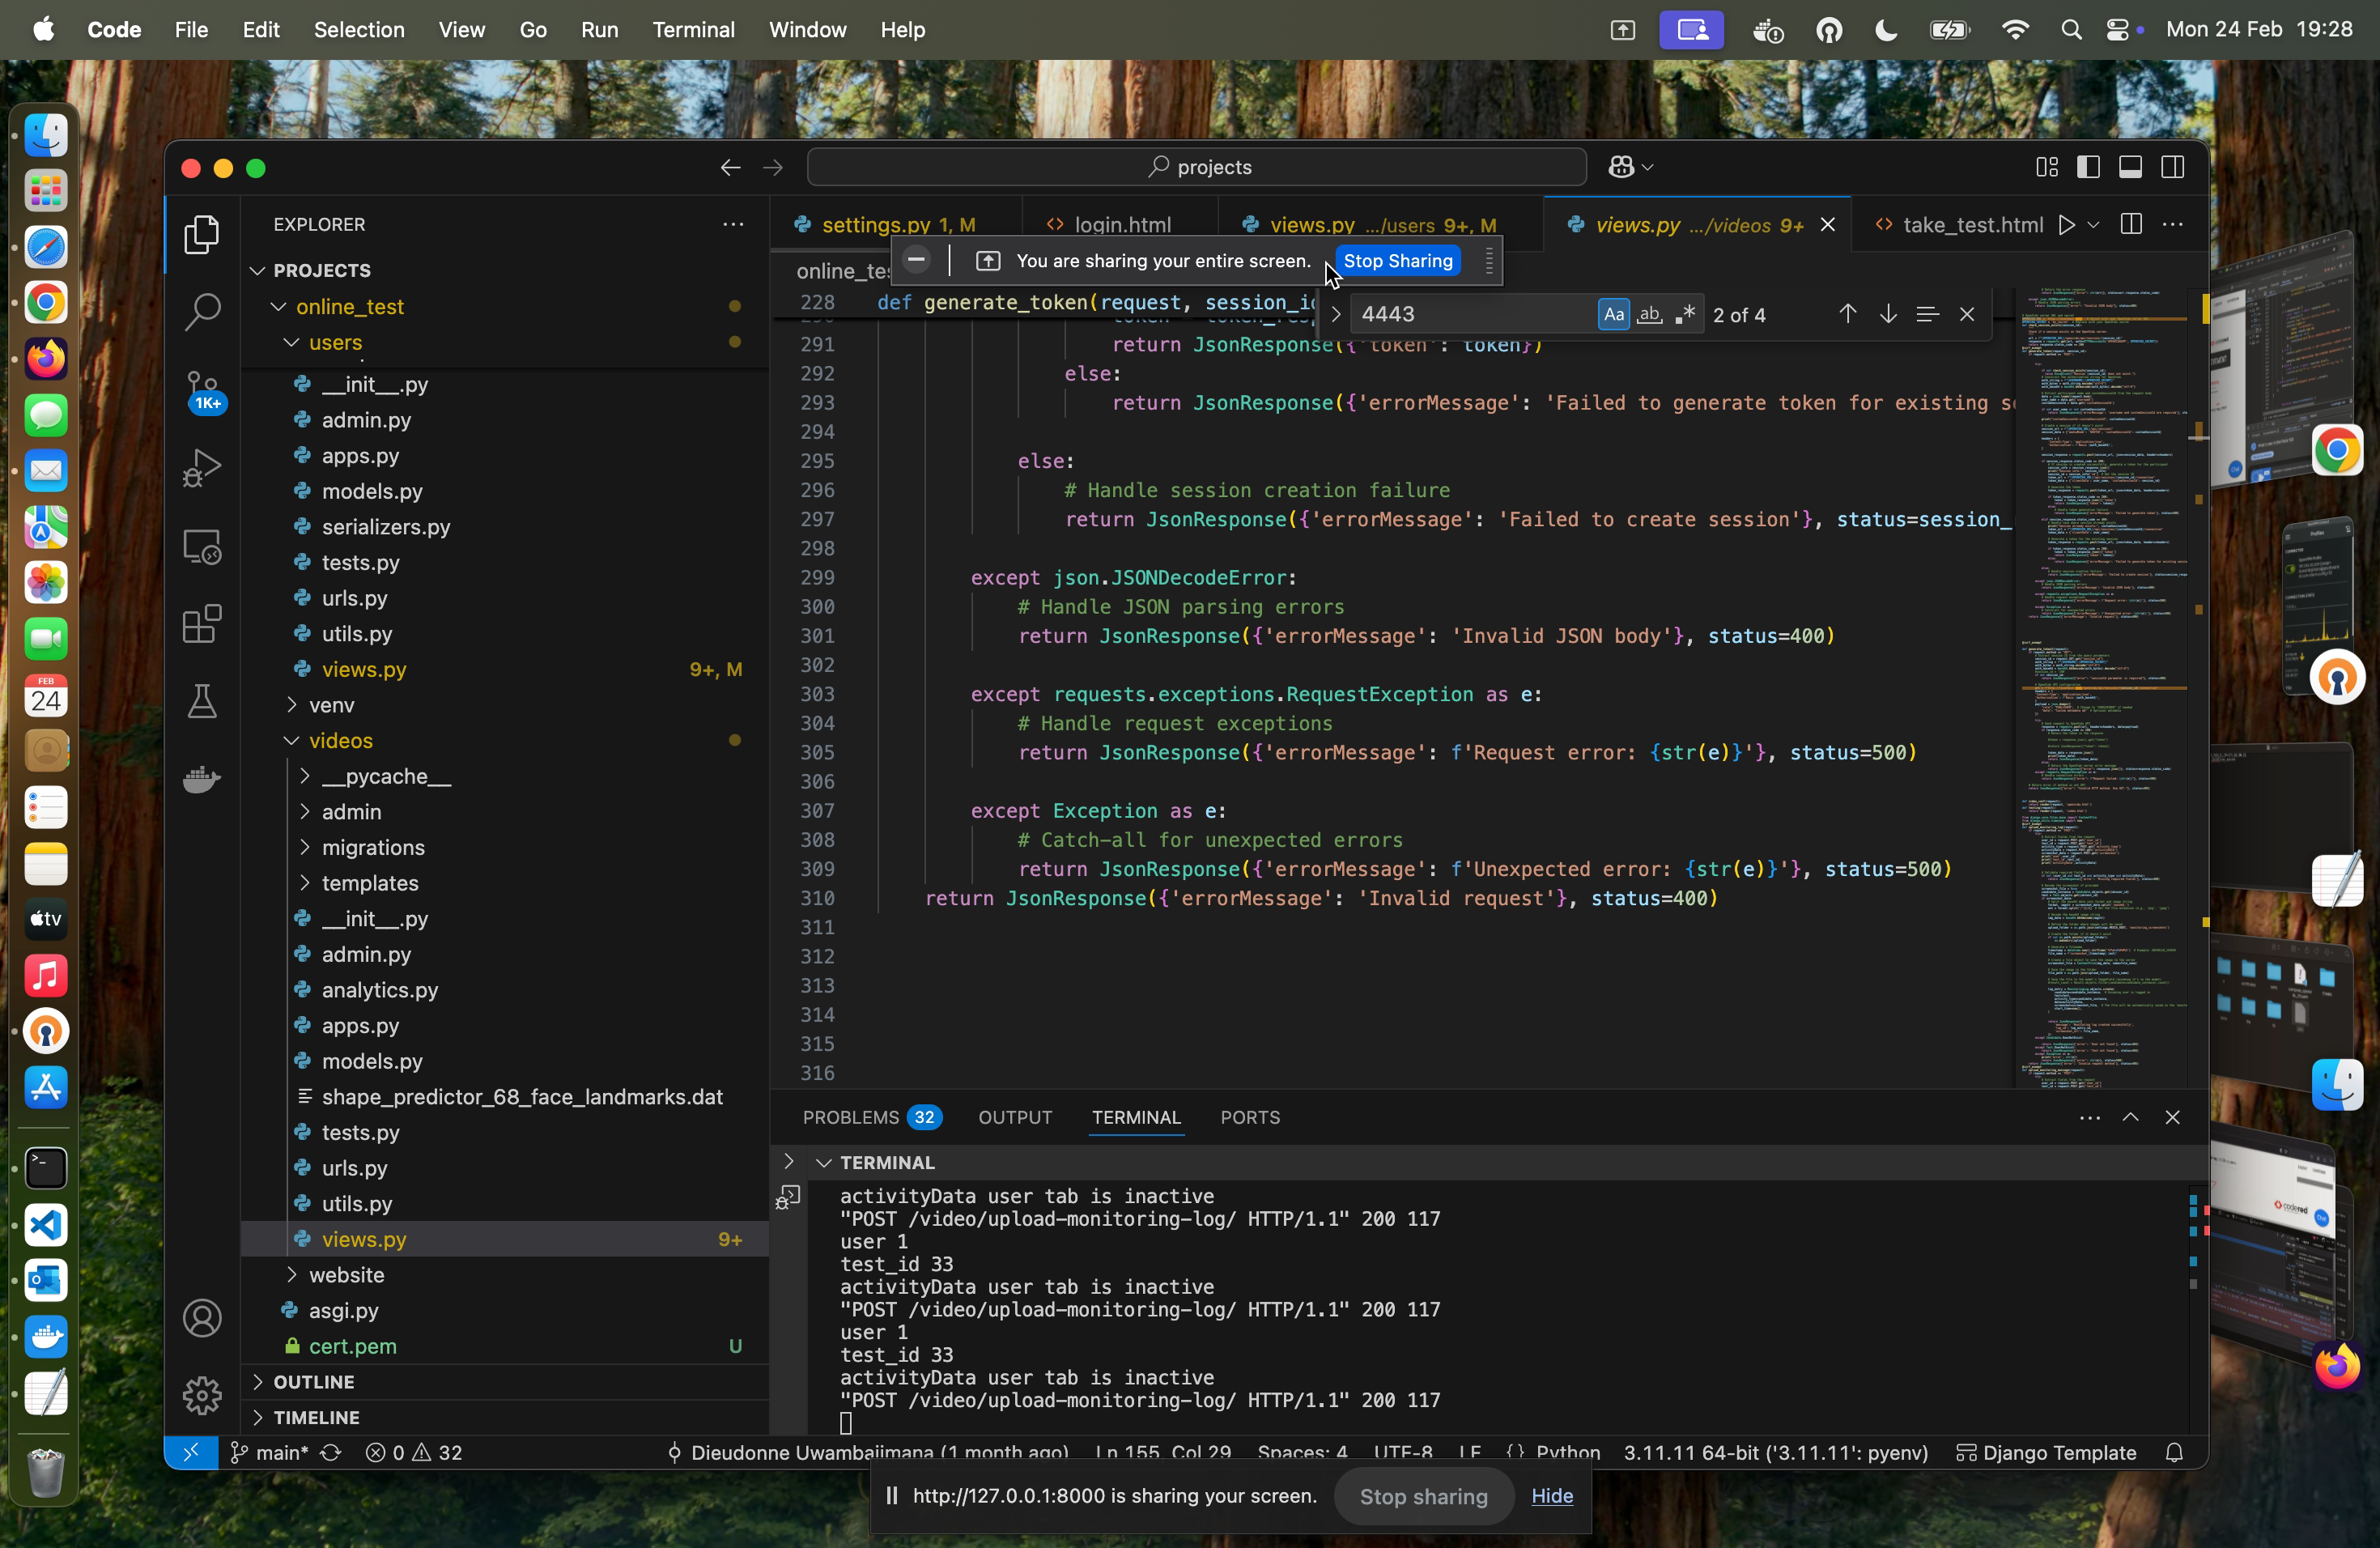 Code File Edit Selection View Go Run Terminal Window Help
Mon 24 Feb 19:28
projects
EXPLORER
PROJECTS
online_test
users
__init__.py
admin.py
apps.py
models.py
serializers.py
tests.py
urls.py
utils.py
views.py 9+, M
venv
videos
__pycache__
admin
migrations
templates
__init__.py
admin.py
analytics.py
apps.py
models.py
shape_predictor_68_face_landmarks.dat
tests.py
urls.py
utils.py
views.py 9+
website
asgi.py
cert.pem U
OUTLINE
TIMELINE
1K+
FEB
24
tv
settings.py 1, M
login.html
views.py .../users 9+, M
views.py .../videos 9+
take_test.html
You are sharing your entire screen. Stop Sharing
online_te
4443
Aa ab
2 of 4
228 def generate_token(request, session_i
291 return JsonResponse({'token': token})
292 else:
293 return JsonResponse({'errorMessage': 'Failed to generate token for existing s
294
295 else:
296 # Handle session creation failure
297 return JsonResponse({'errorMessage': 'Failed to create session'}, status=session_
298
299 except json.JSONDecodeError:
300 # Handle JSON parsing errors
301 return JsonResponse({'errorMessage': 'Invalid JSON body'}, status=400)
302
303 except requests.exceptions.RequestException as e:
304 # Handle request exceptions
305 return JsonResponse({'errorMessage': f'Request error: {str(e)}'}, status=500)
306
307 except Exception as e:
308 # Catch-all for unexpected errors
309 return JsonResponse({'errorMessage': f'Unexpected error: {str(e)}'}, status=500)
310 return JsonResponse({'errorMessage': 'Invalid request'}, status=400)
311
312
313
314
315
316
PROBLEMS 32 OUTPUT TERMINAL PORTS
TERMINAL
activityData user tab is inactive
"POST /video/upload-monitoring-log/ HTTP/1.1" 200 117
user 1
test_id 33
activityData user tab is inactive
"POST /video/upload-monitoring-log/ HTTP/1.1" 200 117
user 1
test_id 33
activityData user tab is inactive
"POST /video/upload-monitoring-log/ HTTP/1.1" 200 117
main* 0 32
Dieudonne Uwambajimana (1 month ago) Ln 155, Col 29 Spaces: 4 UTF-8 LF {} Python 3.11.11 64-bit ('3.11.11': pyenv) Django Template
http://127.0.0.1:8000 is sharing your screen. Stop sharing Hide